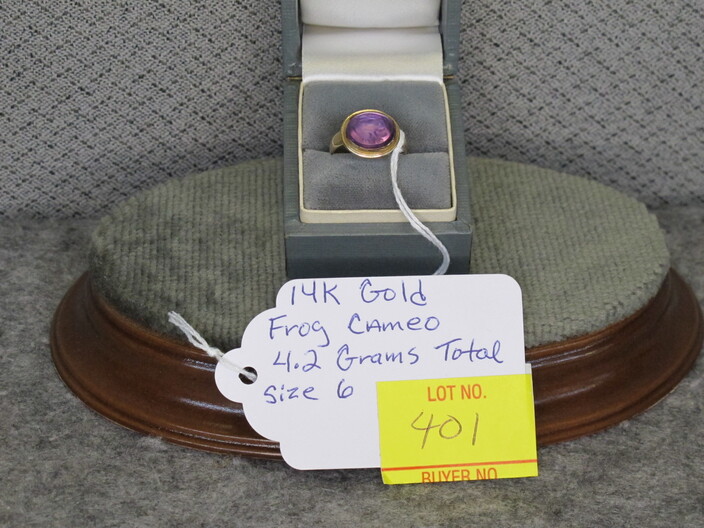 14K Gold
Frog Cameo
4.2 Grams Total
Size 6
LOT NO.
401
BUYER NO